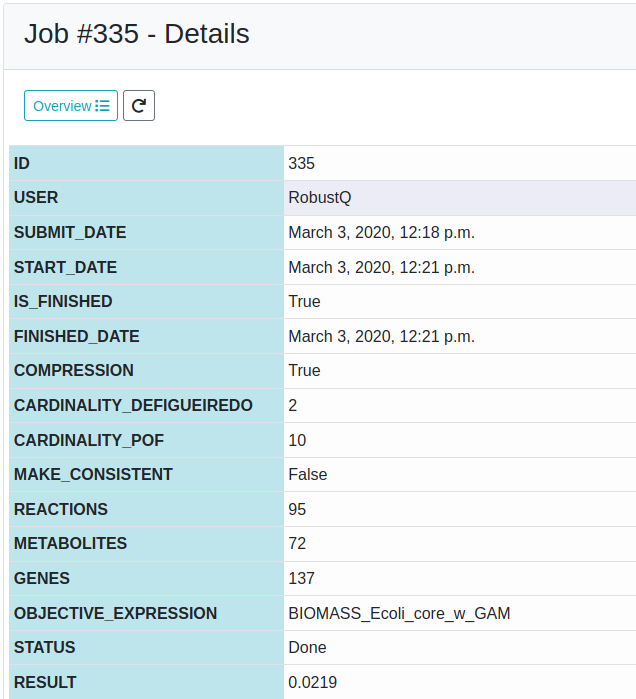 Job #335 - Details
Overview
ID 335
USER RobustQ
SUBMIT_DATE March 3, 2020, 12:18 p.m.
START_DATE March 3, 2020, 12:21 p.m.
IS_FINISHED True
FINISHED_DATE March 3, 2020, 12:21 p.m.
COMPRESSION True
CARDINALITY_DEFIGUEIREDO 2
CARDINALITY_POF 10
MAKE_CONSISTENT False
REACTIONS 95
METABOLITES 72
GENES 137
OBJECTIVE_EXPRESSION BIOMASS_Ecoli_core_w_GAM
STATUS Done
RESULT 0.0219